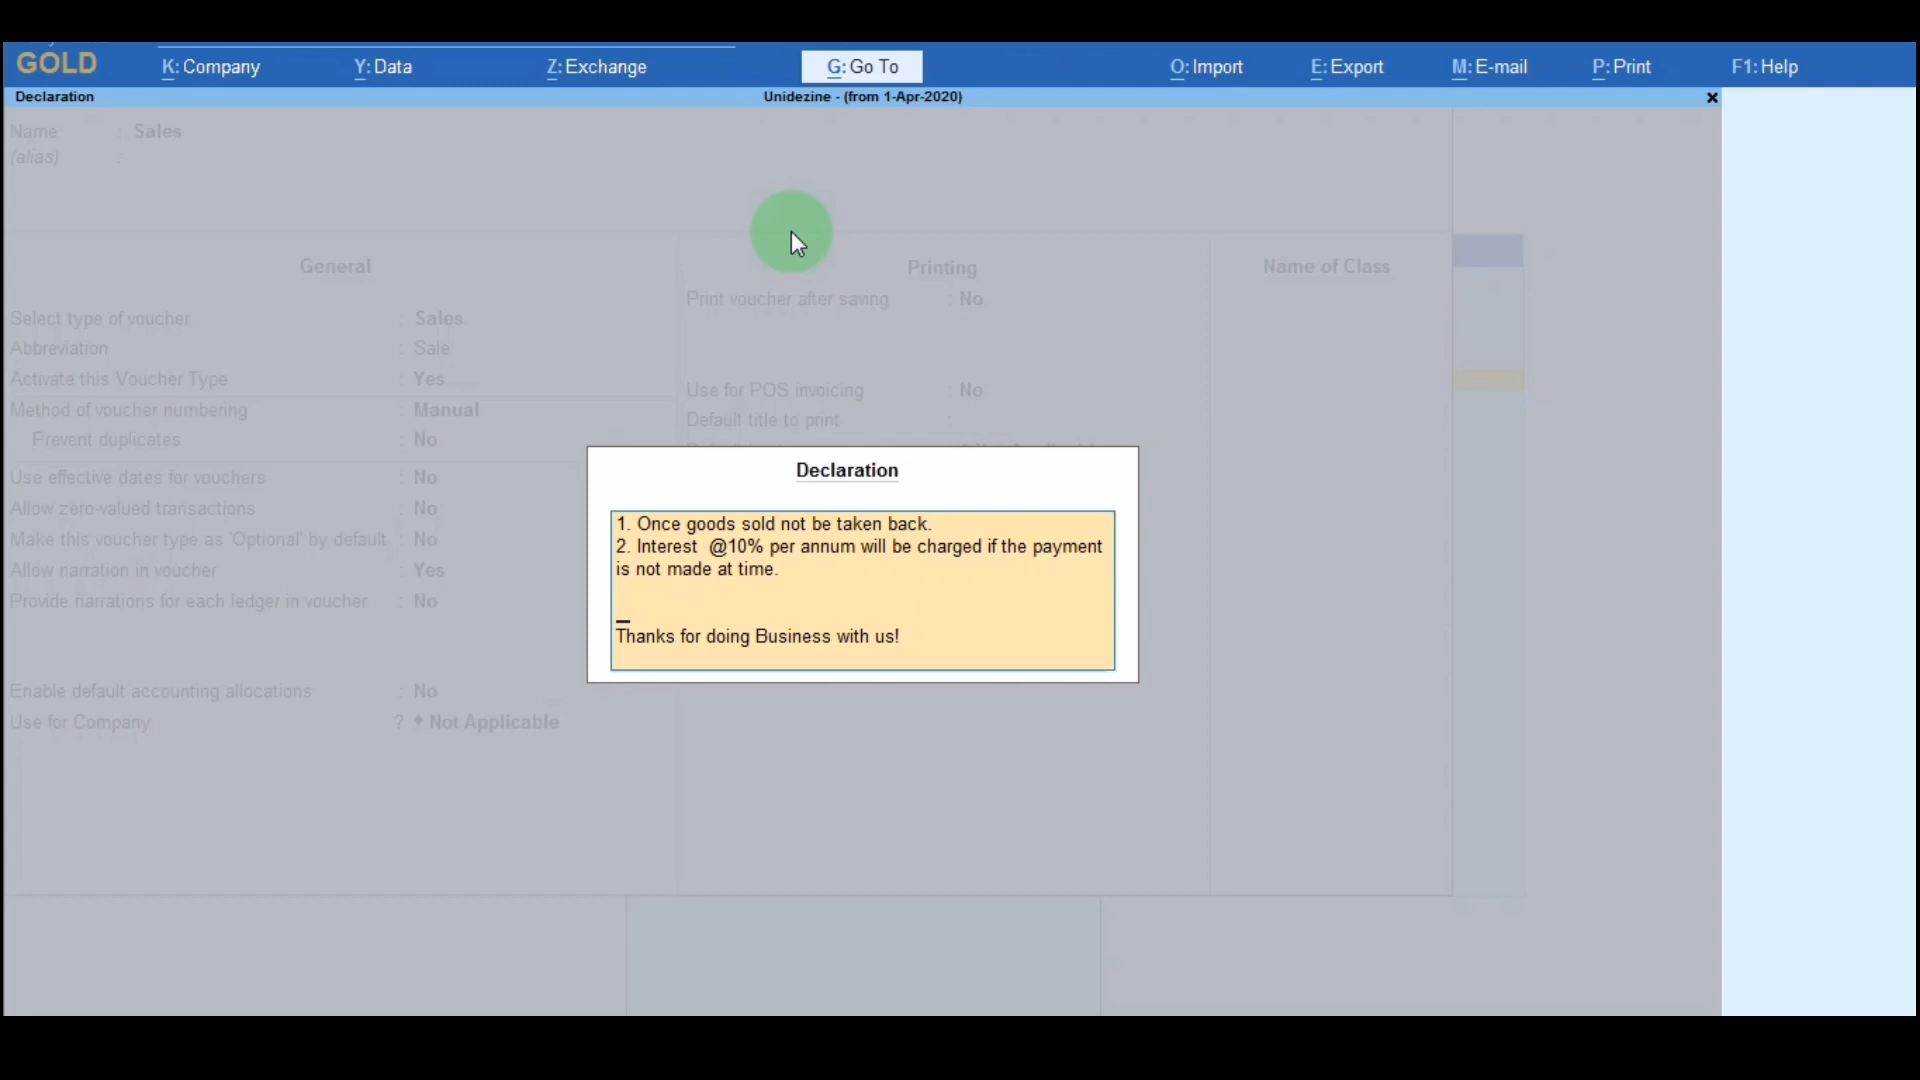 GOLD
K: Company
Y: Data
Z: Exchange
G: Go To
O: Import
E: Export
M: E-mail
P: Print
F1: Help
Declaration
Unidezine - (from 1-Apr-2020)
Name : Sales
(alias) :
General
Printing
Name of Class
Select type of voucher : Sales
Abbreviation : Sale
Activate this Voucher Type : Yes
Method of voucher numbering : Manual
Prevent duplicates : No
Use effective dates for vouchers : No
Allow zero-valued transactions : No
Make this voucher type as 'Optional' by default : No
Allow narration in voucher : Yes
Provide narrations for each ledger in voucher : No
Enable default accounting allocations : No
Use for Company ? ♦ Not Applicable
Print voucher after saving : No
Use for POS invoicing : No
Default title to print :
Declaration
1. Once goods sold not be taken back.
2. Interest @10% per annum will be charged if the payment
is not made at time.
Thanks for doing Business with us!